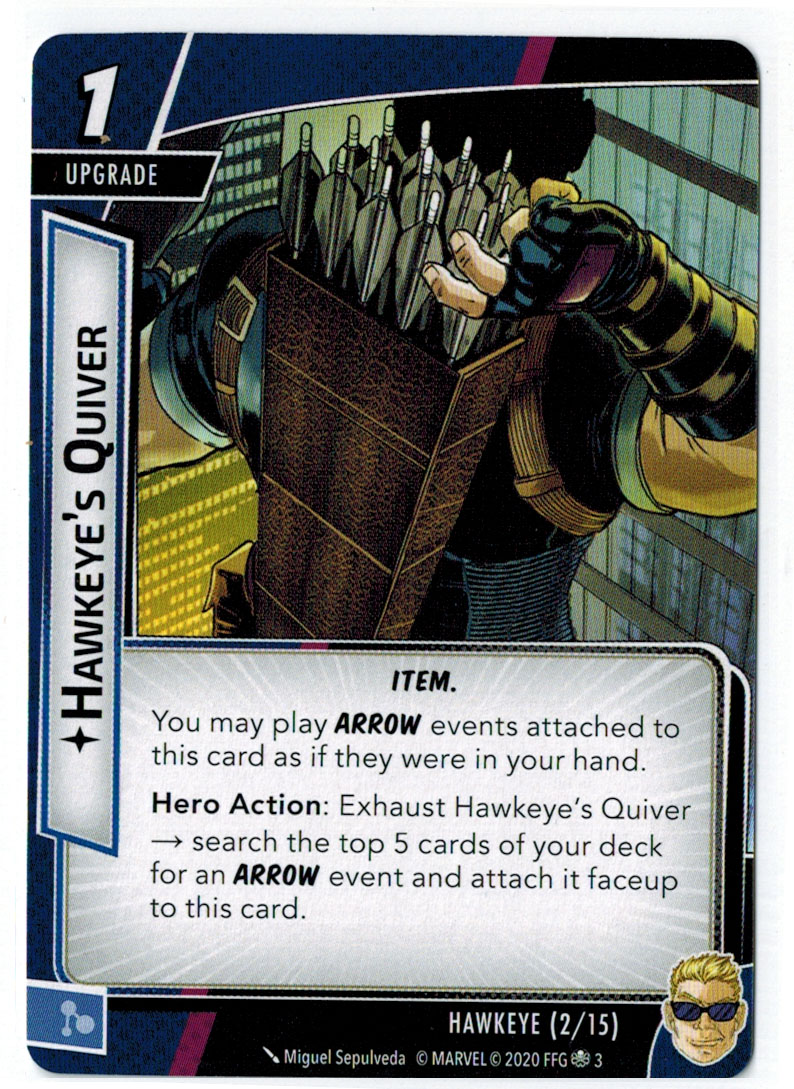 1
UPGRADE
HAWKEYE'S QUIVER
ITEM.
You may play ARROW events attached to
this card as if they were in your hand.
Hero Action: Exhaust Hawkeye's Quiver
→ search the top 5 cards of your deck
for an ARROW event and attach it faceup
to this card.
HAWKEYE (2/15)
Miguel Sepulveda © MARVEL © 2020 FFG 3